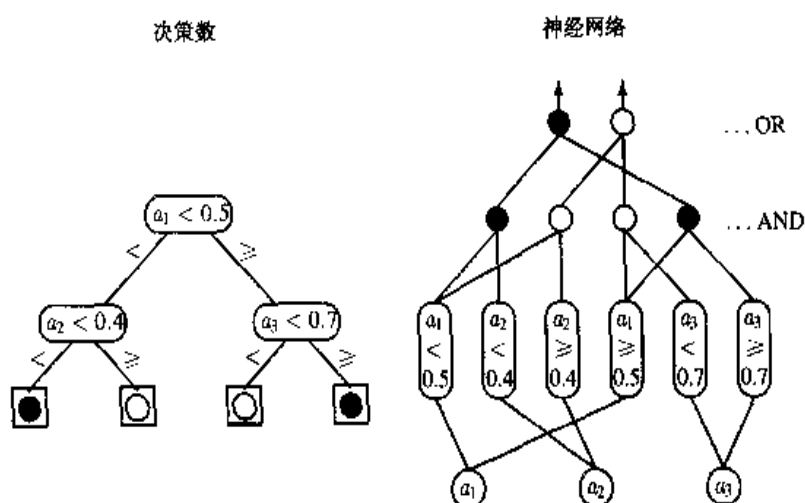 决策数
神经网络
...OR
...AND
a₁ < 0.5
< ≥
a₂ < 0.4 a₃ < 0.7
< ≥ < ≥
a₁ a₂ a₂ a₁ a₃ a₃
< < ≥ ≥ < ≥
0.5 0.4 0.4 0.5 0.7 0.7
a₁ a₂ a₃